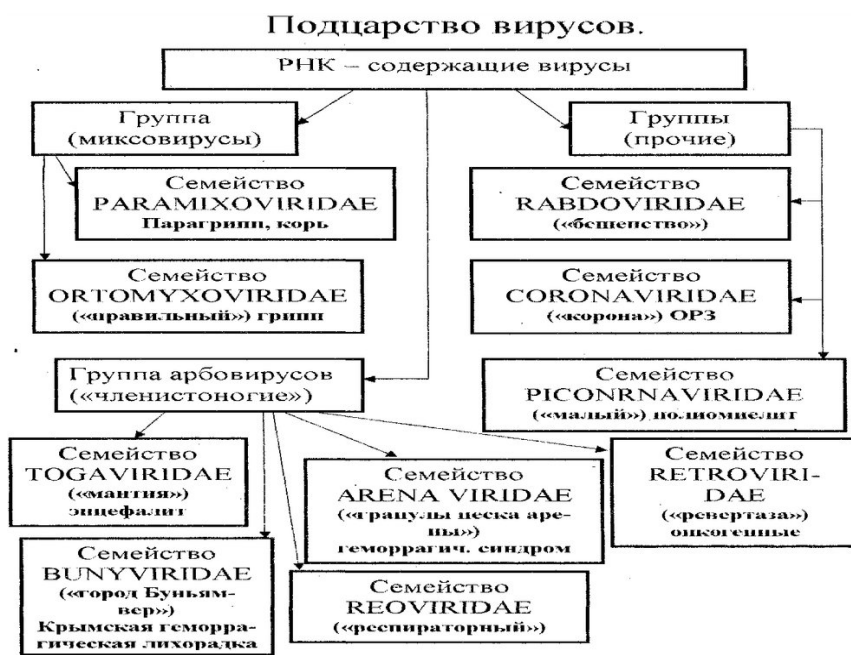 Подцарство вирусов.
РНК – содержащие вирусы
Группа
(миксовирусы)
Группы
(прочие)
Семейство
PARAMIXOVIRIDAE
Парагрипп, корь
Семейство
RABDOVIRIDAE
(«бешенство»)
Семейство
ORTOMYXOVIRIDAE
(«правильный») грипп
Семейство
CORONAVIRIDAE
(«корона») ОРЗ
Группа арбовирусов
(«членистоногие»)
Семейство
PICONRNAVIRIDAE
(«малый») полиомиелит
Семейство
TOGAVIRIDAE
(«мантия»)
энцефалит
Семейство
ARENA VIRIDAE
(«гранулы песка аре-
ны»)
геморрагич. синдром
Семейство
RETROVIRI-
DAE
(«ревертаза»)
онкогенные
Семейство
BUNYVIRIDAE
(«город Буньям-
вер»)
Крымская геморра-
гическая лихорадка
Семейство
REOVIRIDAE
(«респираторный»)